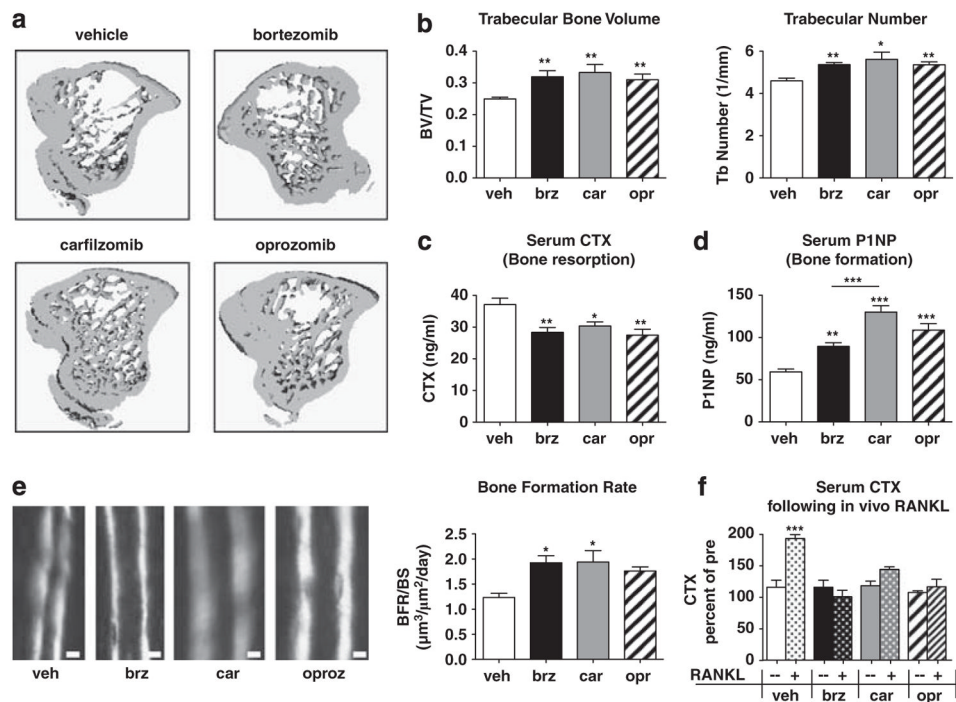 a
vehicle
bortezomib
carfilzomib
oprozomib
b
Trabecular Bone Volume
BV/TV
0.4
0.3
0.2
0.1
0.0
**
**
**
veh
brz
car
opr
Trabecular Number
Tb Number (1/mm)
6
4
2
0
**
*
**
veh
brz
car
opr
c
Serum CTX
(Bone resorption)
CTX (ng/ml)
40
30
20
10
0
**
*
**
veh
brz
car
opr
d
Serum P1NP
(Bone formation)
P1NP (ng/ml)
150
100
50
0
***
**
***
***
veh
brz
car
opr
e
veh
brz
car
oproz
Bone Formation Rate
BFR/BS
(μm³/μm²/day)
2.5
2.0
1.5
1.0
0.5
0.0
*
*
veh
brz
car
opr
f
Serum CTX
following in vivo RANKL
CTX
percent of pre
200
150
100
50
0
***
RANKL
-- + -- + -- + -- +
veh
brz
car
opr